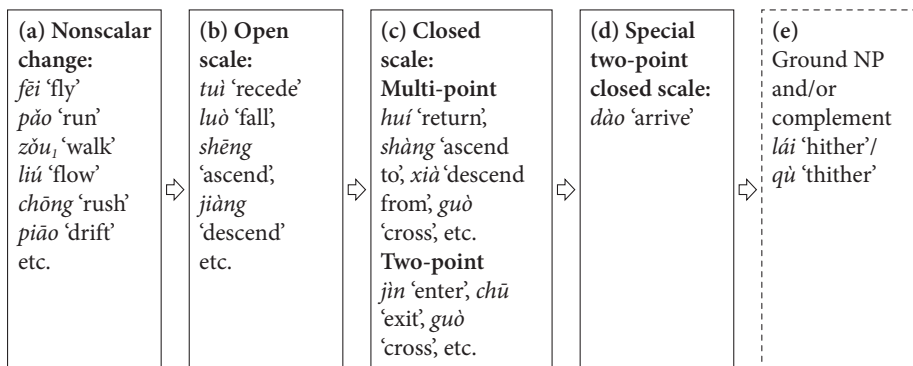 (a) Nonscalar
change:
fēi ‘fly’
pǎo ‘run’
zǒu₁ ‘walk’
liú ‘flow’
chōng ‘rush’
piāo ‘drift’
etc.
(b) Open
scale:
tuì ‘recede’
luò ‘fall’,
shēng
‘ascend’,
jiàng
‘descend’
etc.
(c) Closed
scale:
Multi-point
huí ‘return’,
shàng ‘ascend
to’, xià ‘descend
from’, guò
‘cross’, etc.
Two-point
jìn ‘enter’, chū
‘exit’, guò
‘cross’, etc.
(d) Special
two-point
closed scale:
dào ‘arrive’
(e)
Ground NP
and/or
complement
lái ‘hither’/
qù ‘thither’